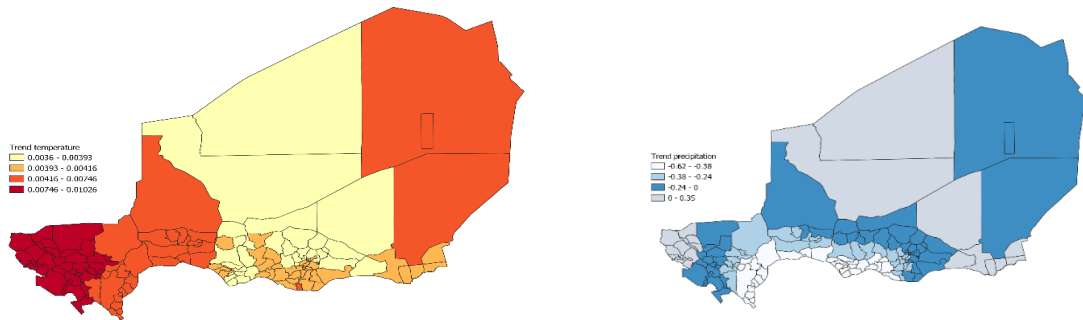 Trend temperature
0.0036 - 0.00393
0.00393 - 0.00416
0.00416 - 0.00746
0.00746 - 0.01026
Trend precipitation
-0.62 - -0.38
-0.38 - -0.24
-0.24 - 0
0 - 0.35